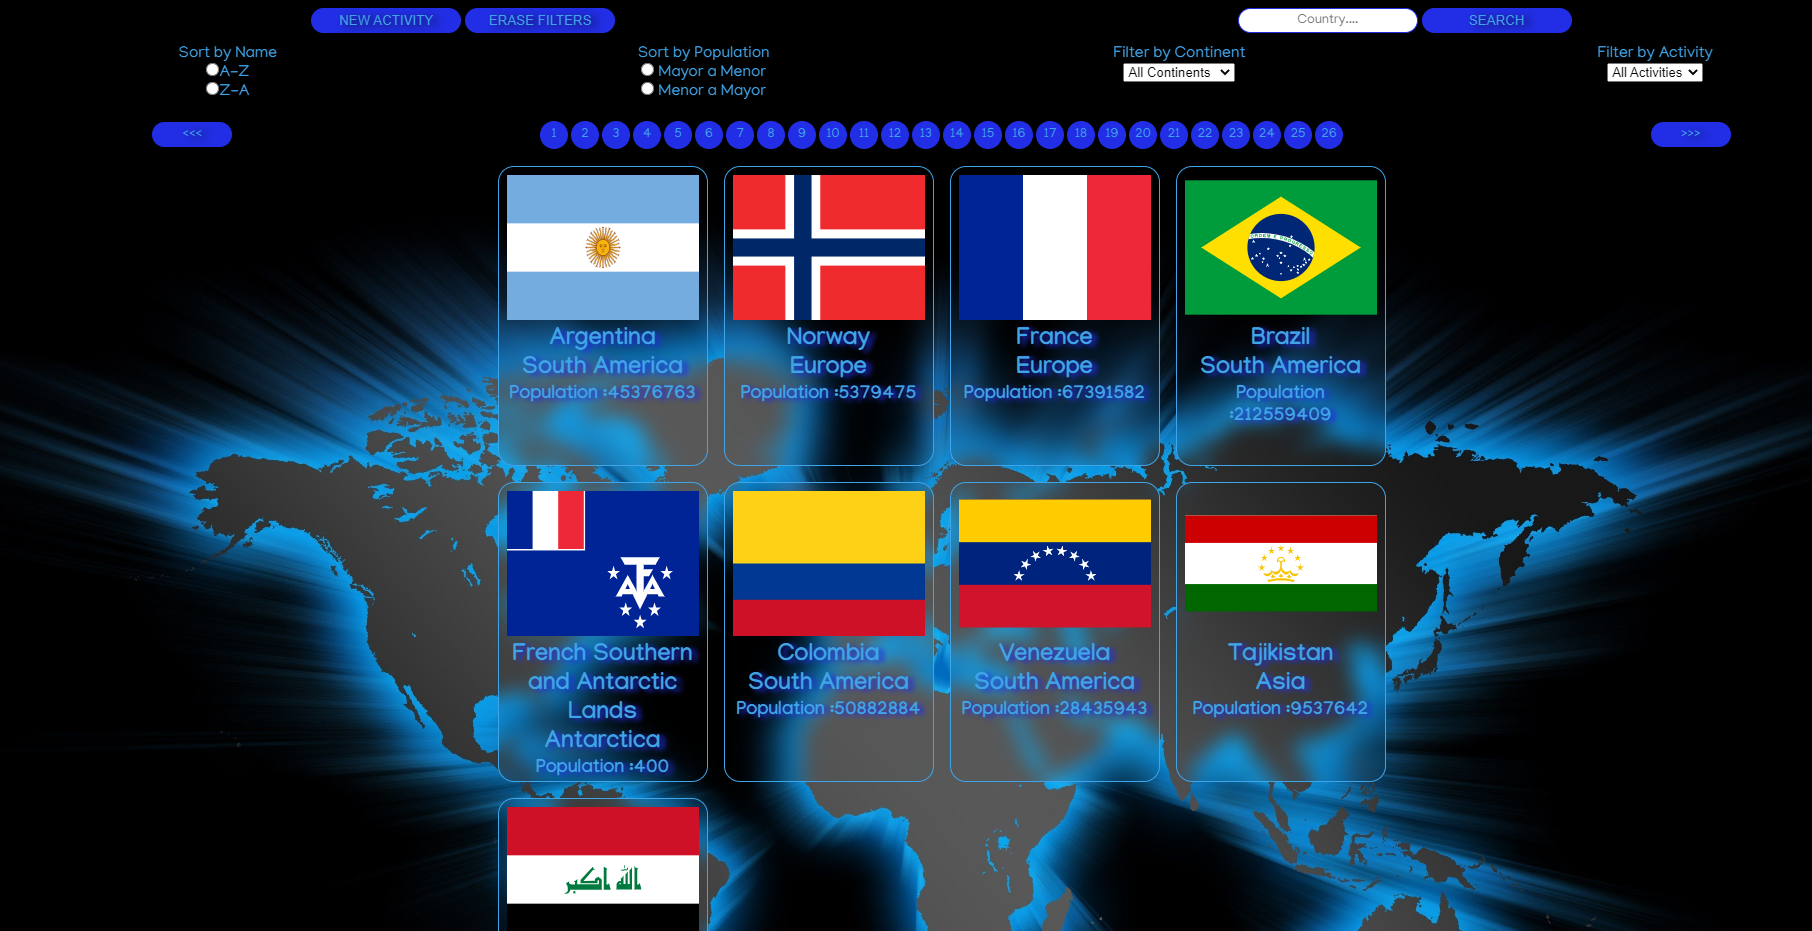 NEW ACTIVITY
ERASE FILTERS
Country....
SEARCH
Sort by Name
A-Z
Z-A
Sort by Population
Mayor a Menor
Menor a Mayor
Filter by Continent
All Continents
Filter by Activity
All Activities
<<<
1 2 3 4 5 6 7 8 9 10 11 12 13 14 15 16 17 18 19 20 21 22 23 24 25 26
>>>
Argentina
South America
Population :45376763
Norway
Europe
Population :5379475
France
Europe
Population :67391582
ORDEM E PROGRESSO
Brazil
South America
Population
:212559409
TAAF
French Southern
and Antarctic
Lands
Antarctica
Population :400
Colombia
South America
Population :50882884
Venezuela
South America
Population :28435943
Tajikistan
Asia
Population :9537642
الله اكبر